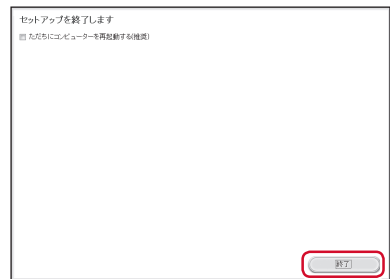 セットアップを終了します
ただちにコンピューターを再起動する(推奨)
終了